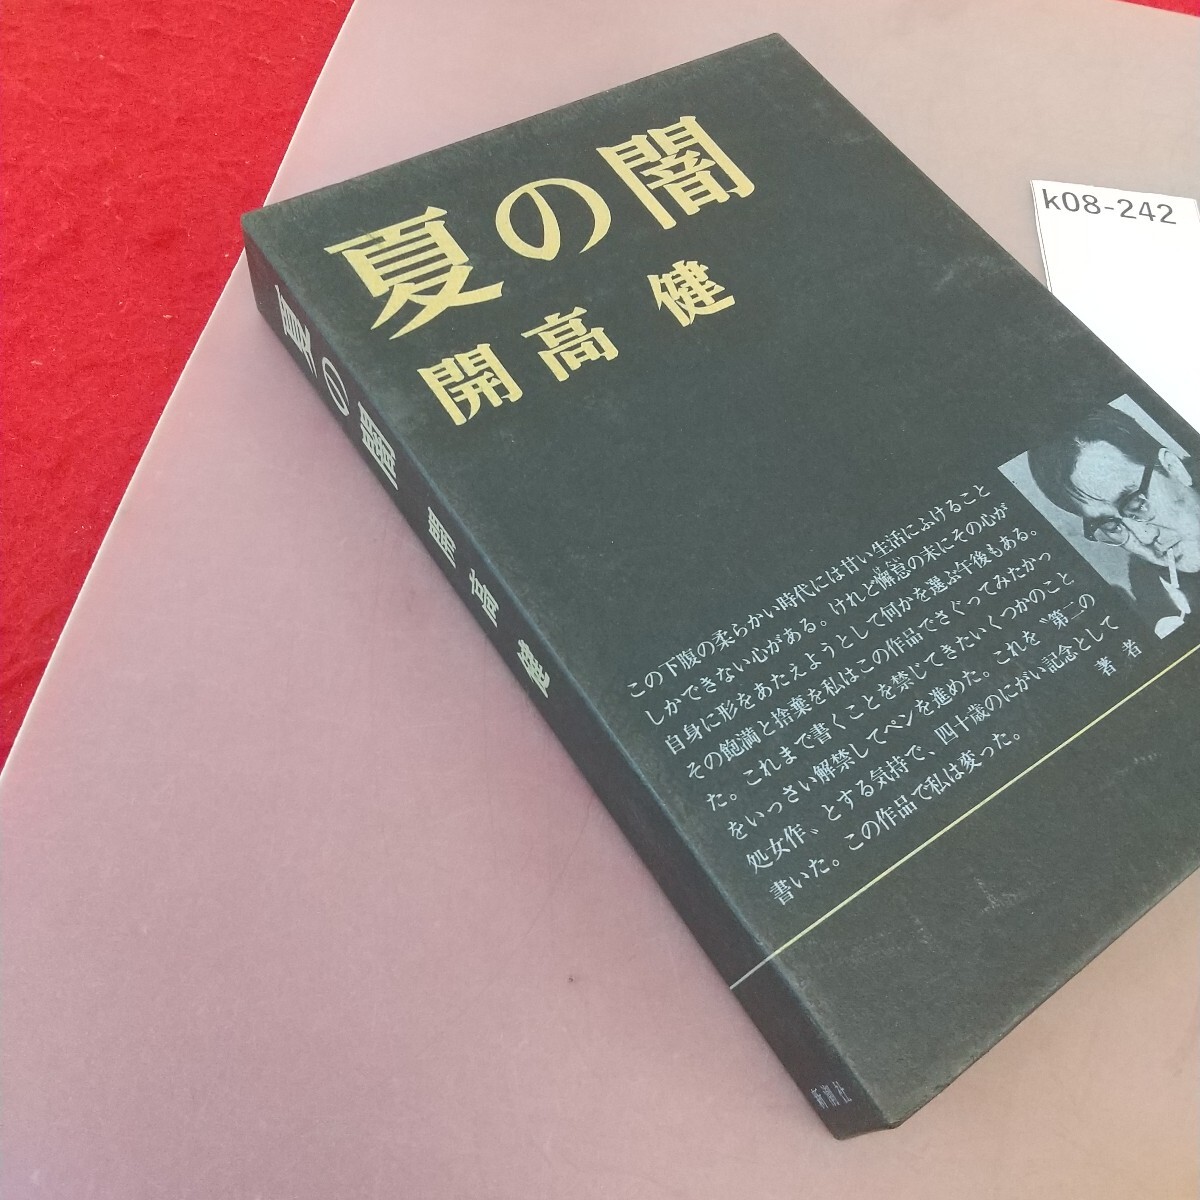 夏の闇
開高 健
k08-242
この下腹の柔らかい時代には甘い生活にふけること
しかできない心がある。けれど懈怠の末にその心が
自身に形をあたえようとして何かを選ぶ午後もある。
その飽満と捨棄を私はこの作品でさぐってみたかっ
た。これまで書くことを禁じてきたいくつかのこと
をいっさい解禁してペンを進めた。これを〝第二の
処女作〟とする気持で、四十歳のにがい記念として
書いた。この作品で私は変った。
著者
夏の闇 開高 健
新潮社